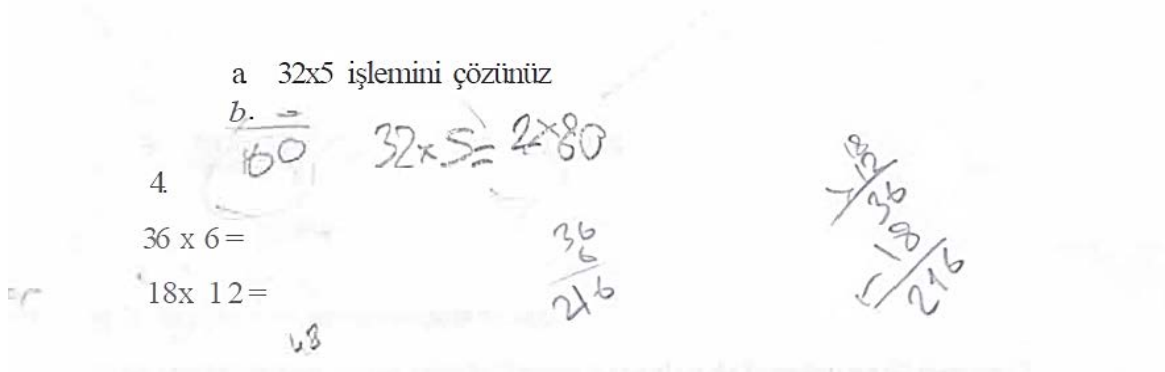 a 32x5 işlemini çözünüz
b. =
160 32x5= 2x80
4.
36 x 6=
18x 12=
36
6
216
18
12
36
18
216
48